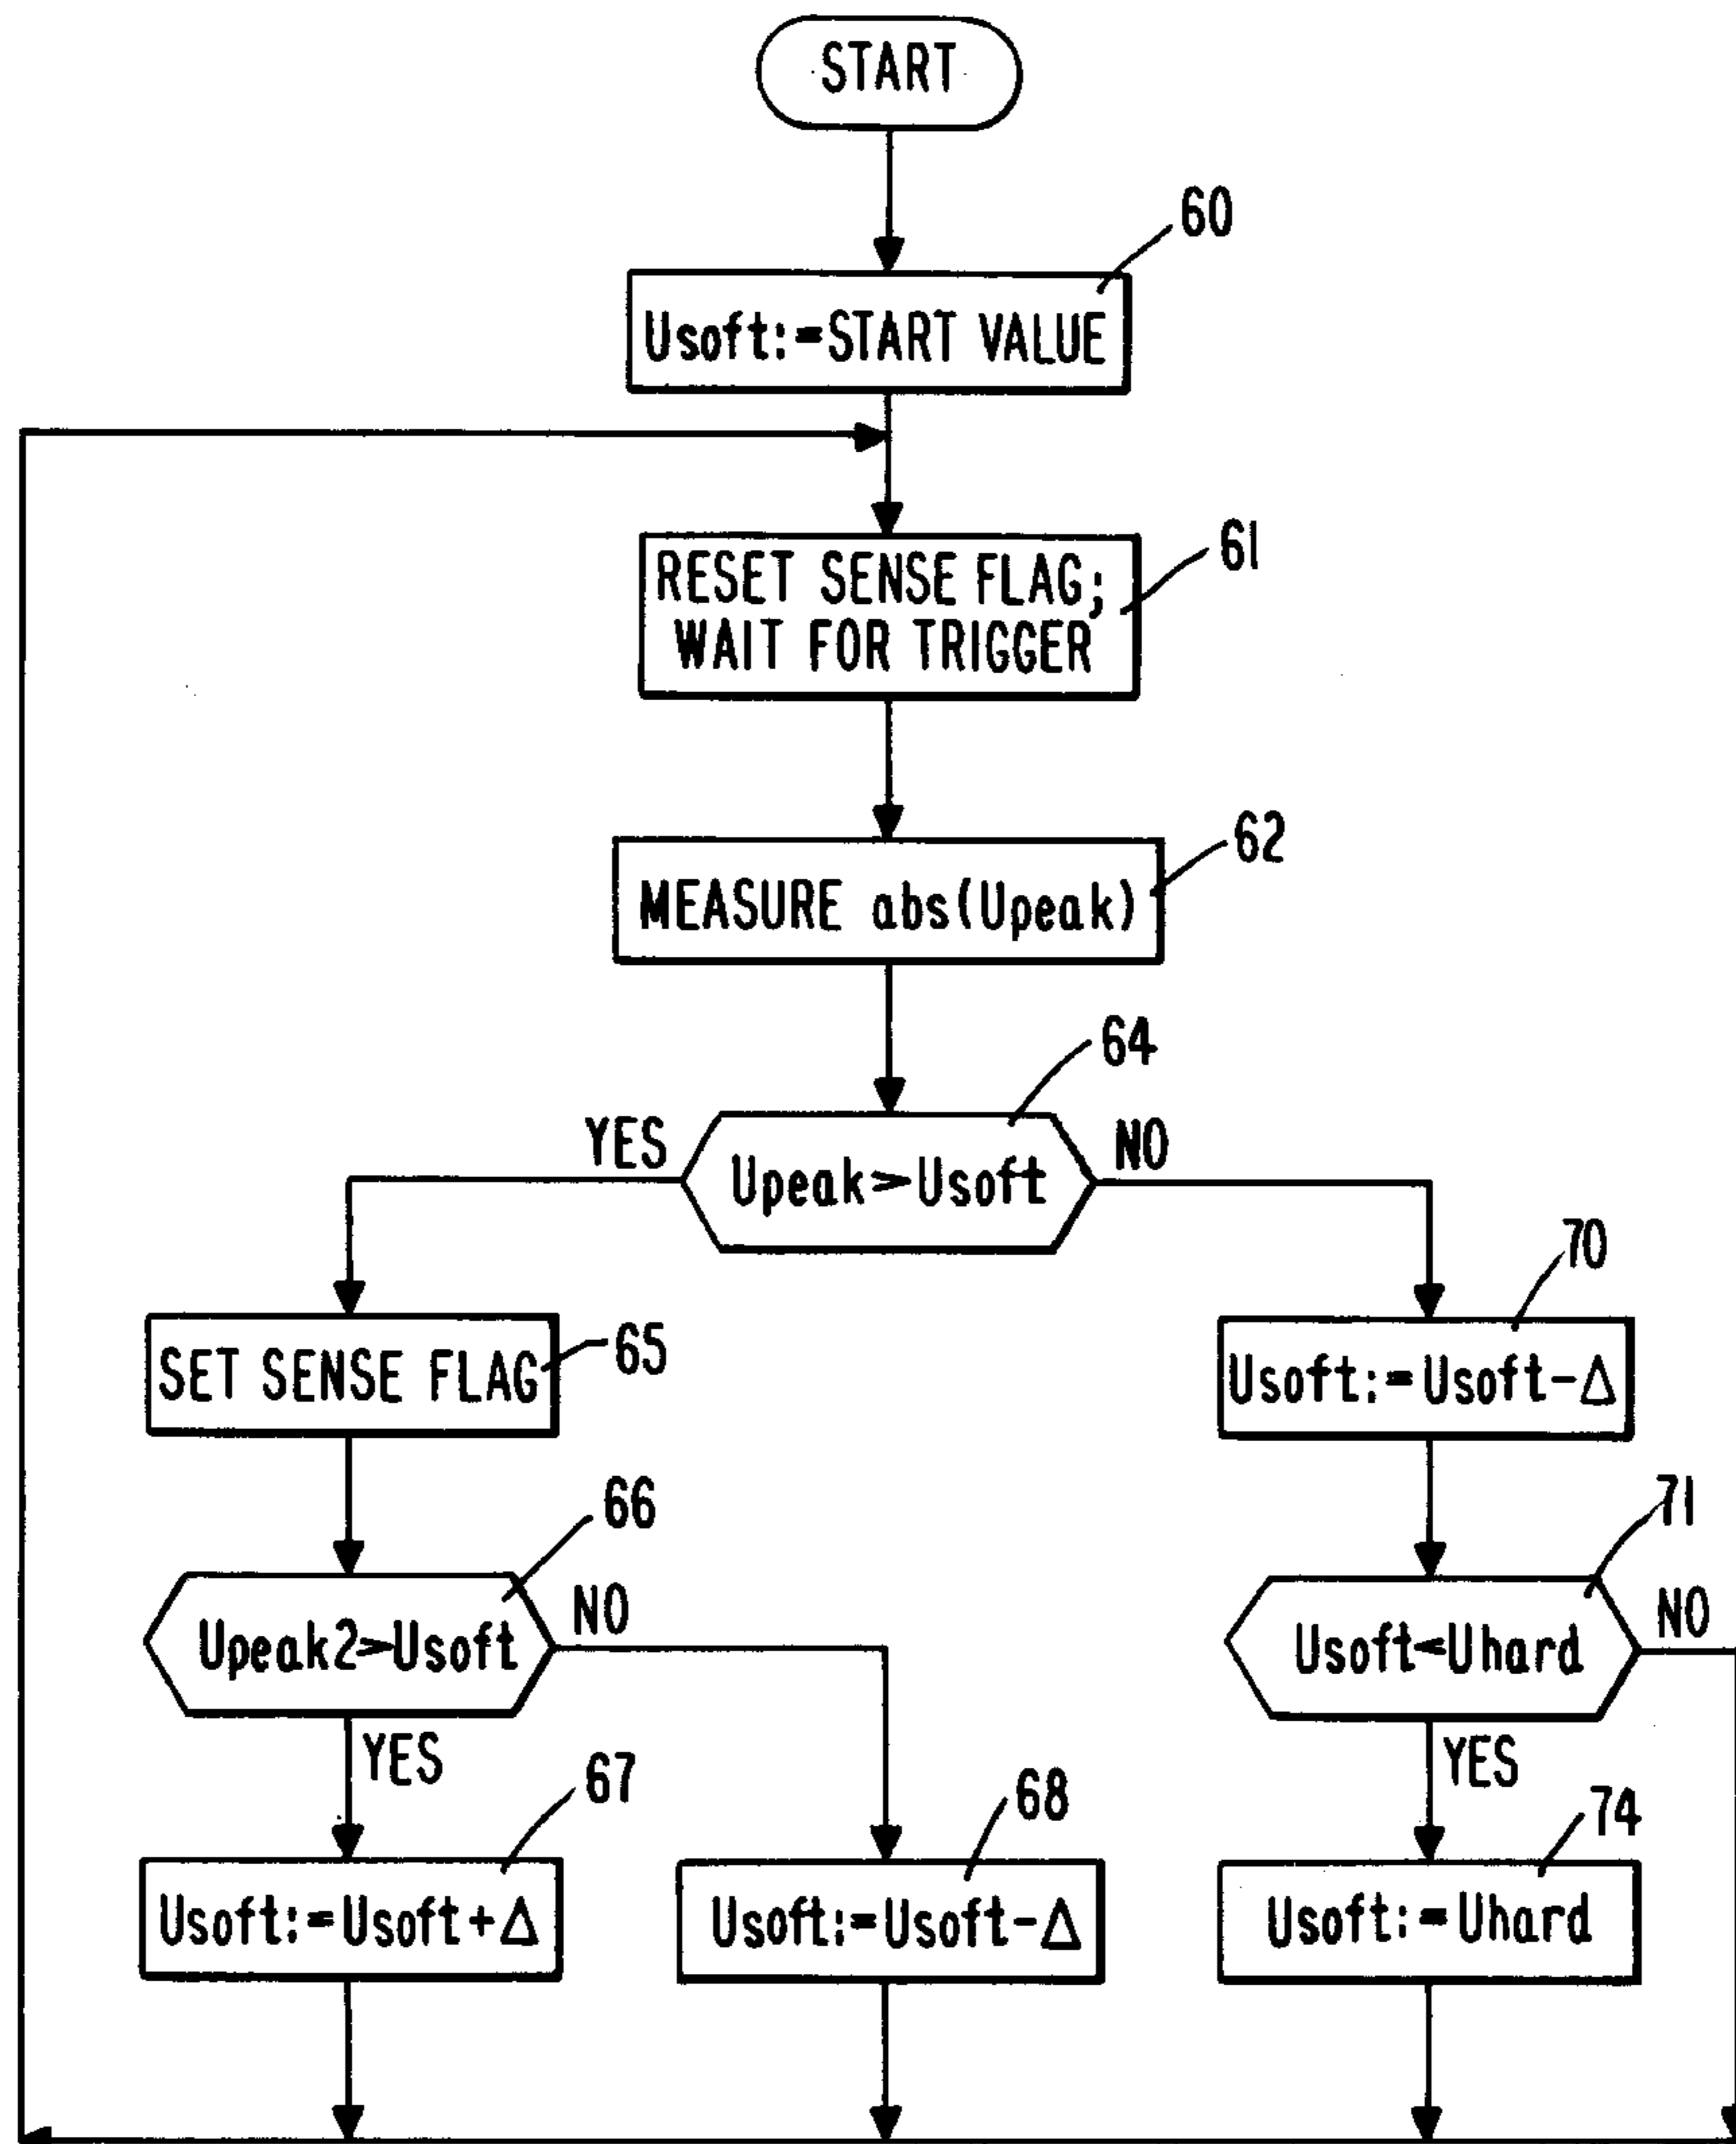 START
60
Usoft:=START VALUE
61
RESET SENSE FLAG;
WAIT FOR TRIGGER
62
MEASURE abs(Upeak)
64
YES
NO
Upeak>Usoft
70
SET SENSE FLAG
65
Usoft:=Usoft-Δ
66
71
NO
NO
Upeak2>Usoft
Usoft<Uhard
YES
YES
67
68
74
Usoft:=Usoft+Δ
Usoft:=Usoft-Δ
Usoft:=Uhard